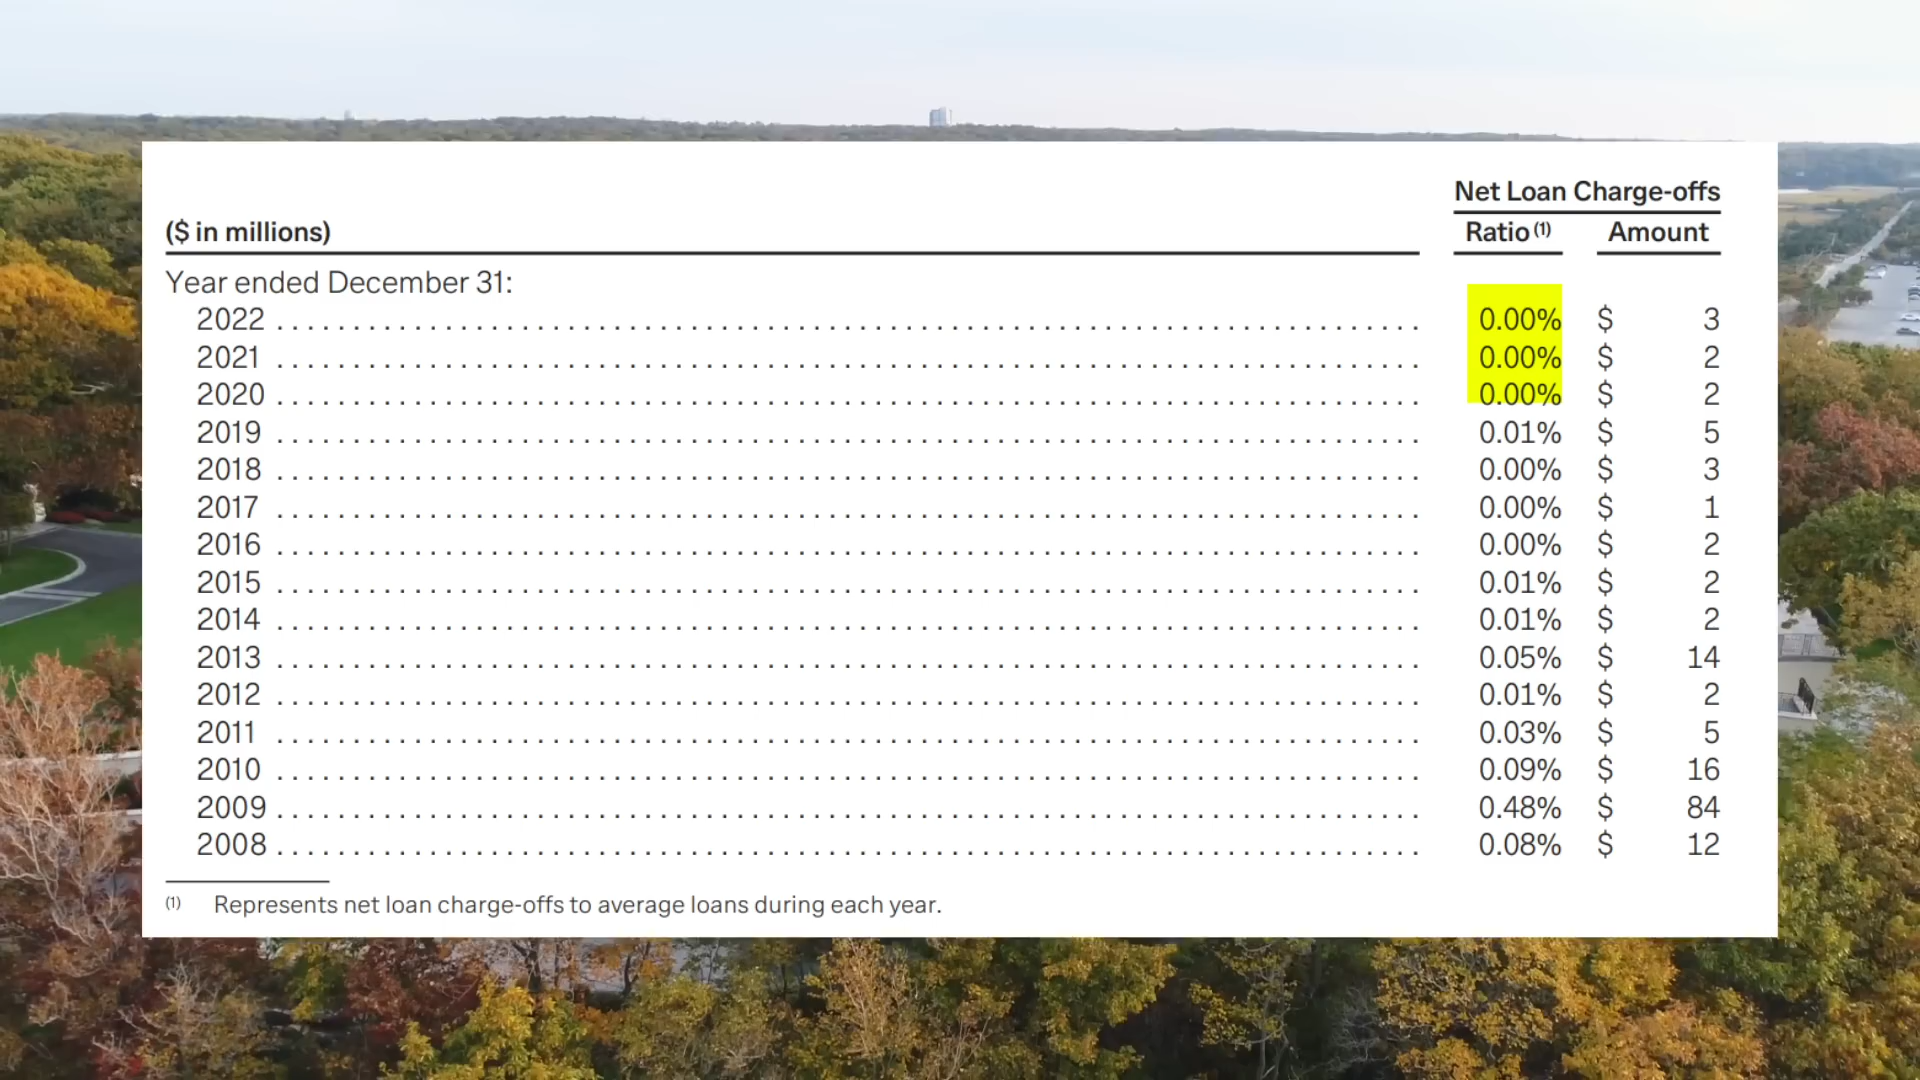 Net Loan Charge-offs
($ in millions) Ratio (1) Amount
Year ended December 31:
2022 0.00% $ 3
2021 0.00% $ 2
2020 0.00% $ 2
2019 0.01% $ 5
2018 0.00% $ 3
2017 0.00% $ 1
2016 0.00% $ 2
2015 0.01% $ 2
2014 0.01% $ 2
2013 0.05% $ 14
2012 0.01% $ 2
2011 0.03% $ 5
2010 0.09% $ 16
2009 0.48% $ 84
2008 0.08% $ 12
(1) Represents net loan charge-offs to average loans during each year.